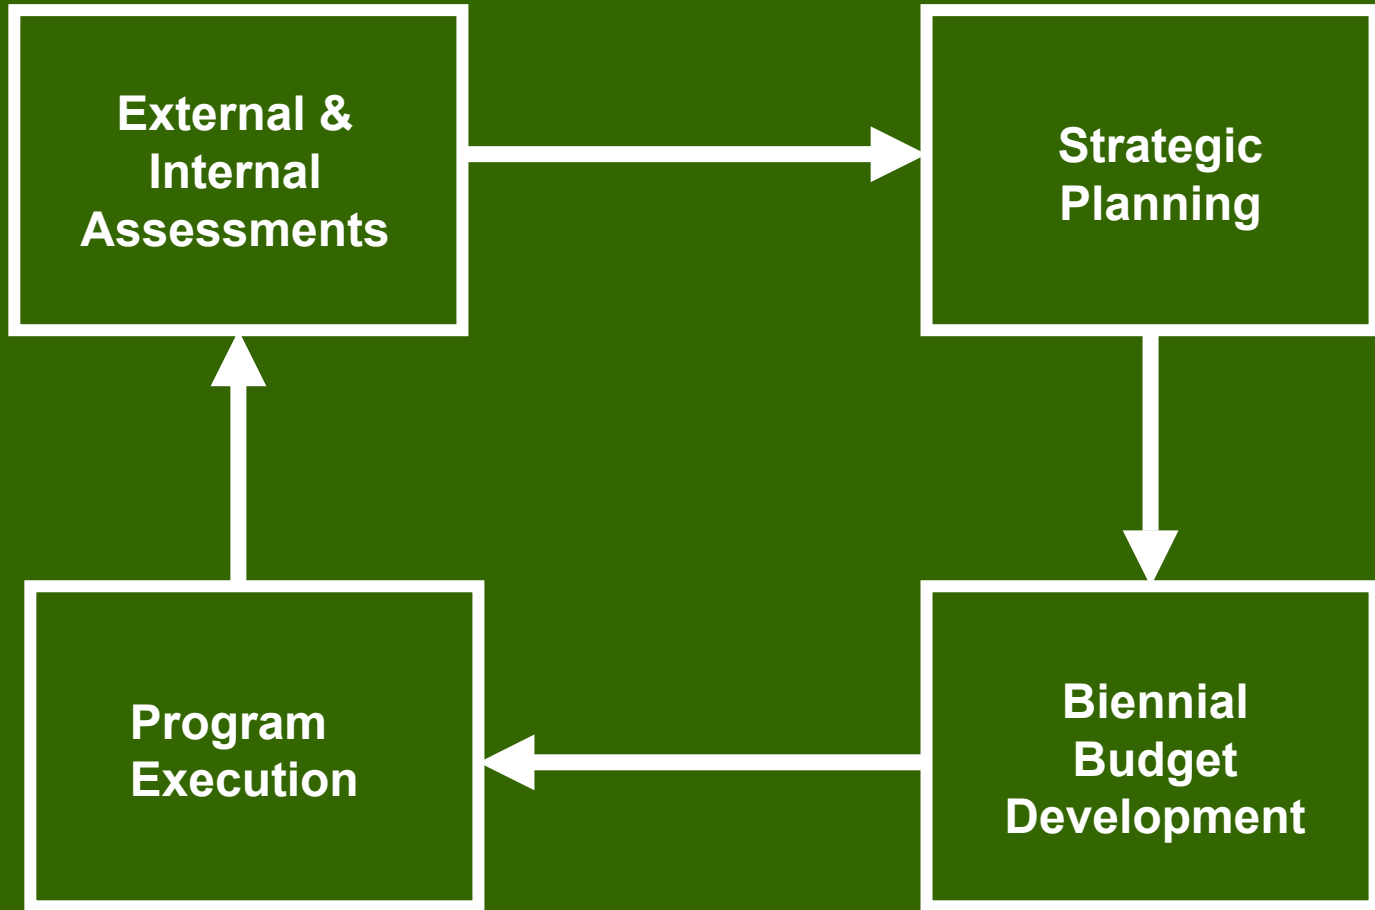 External &
Internal
Assessments
Strategic
Planning
Program
Execution
Biennial
Budget
Development